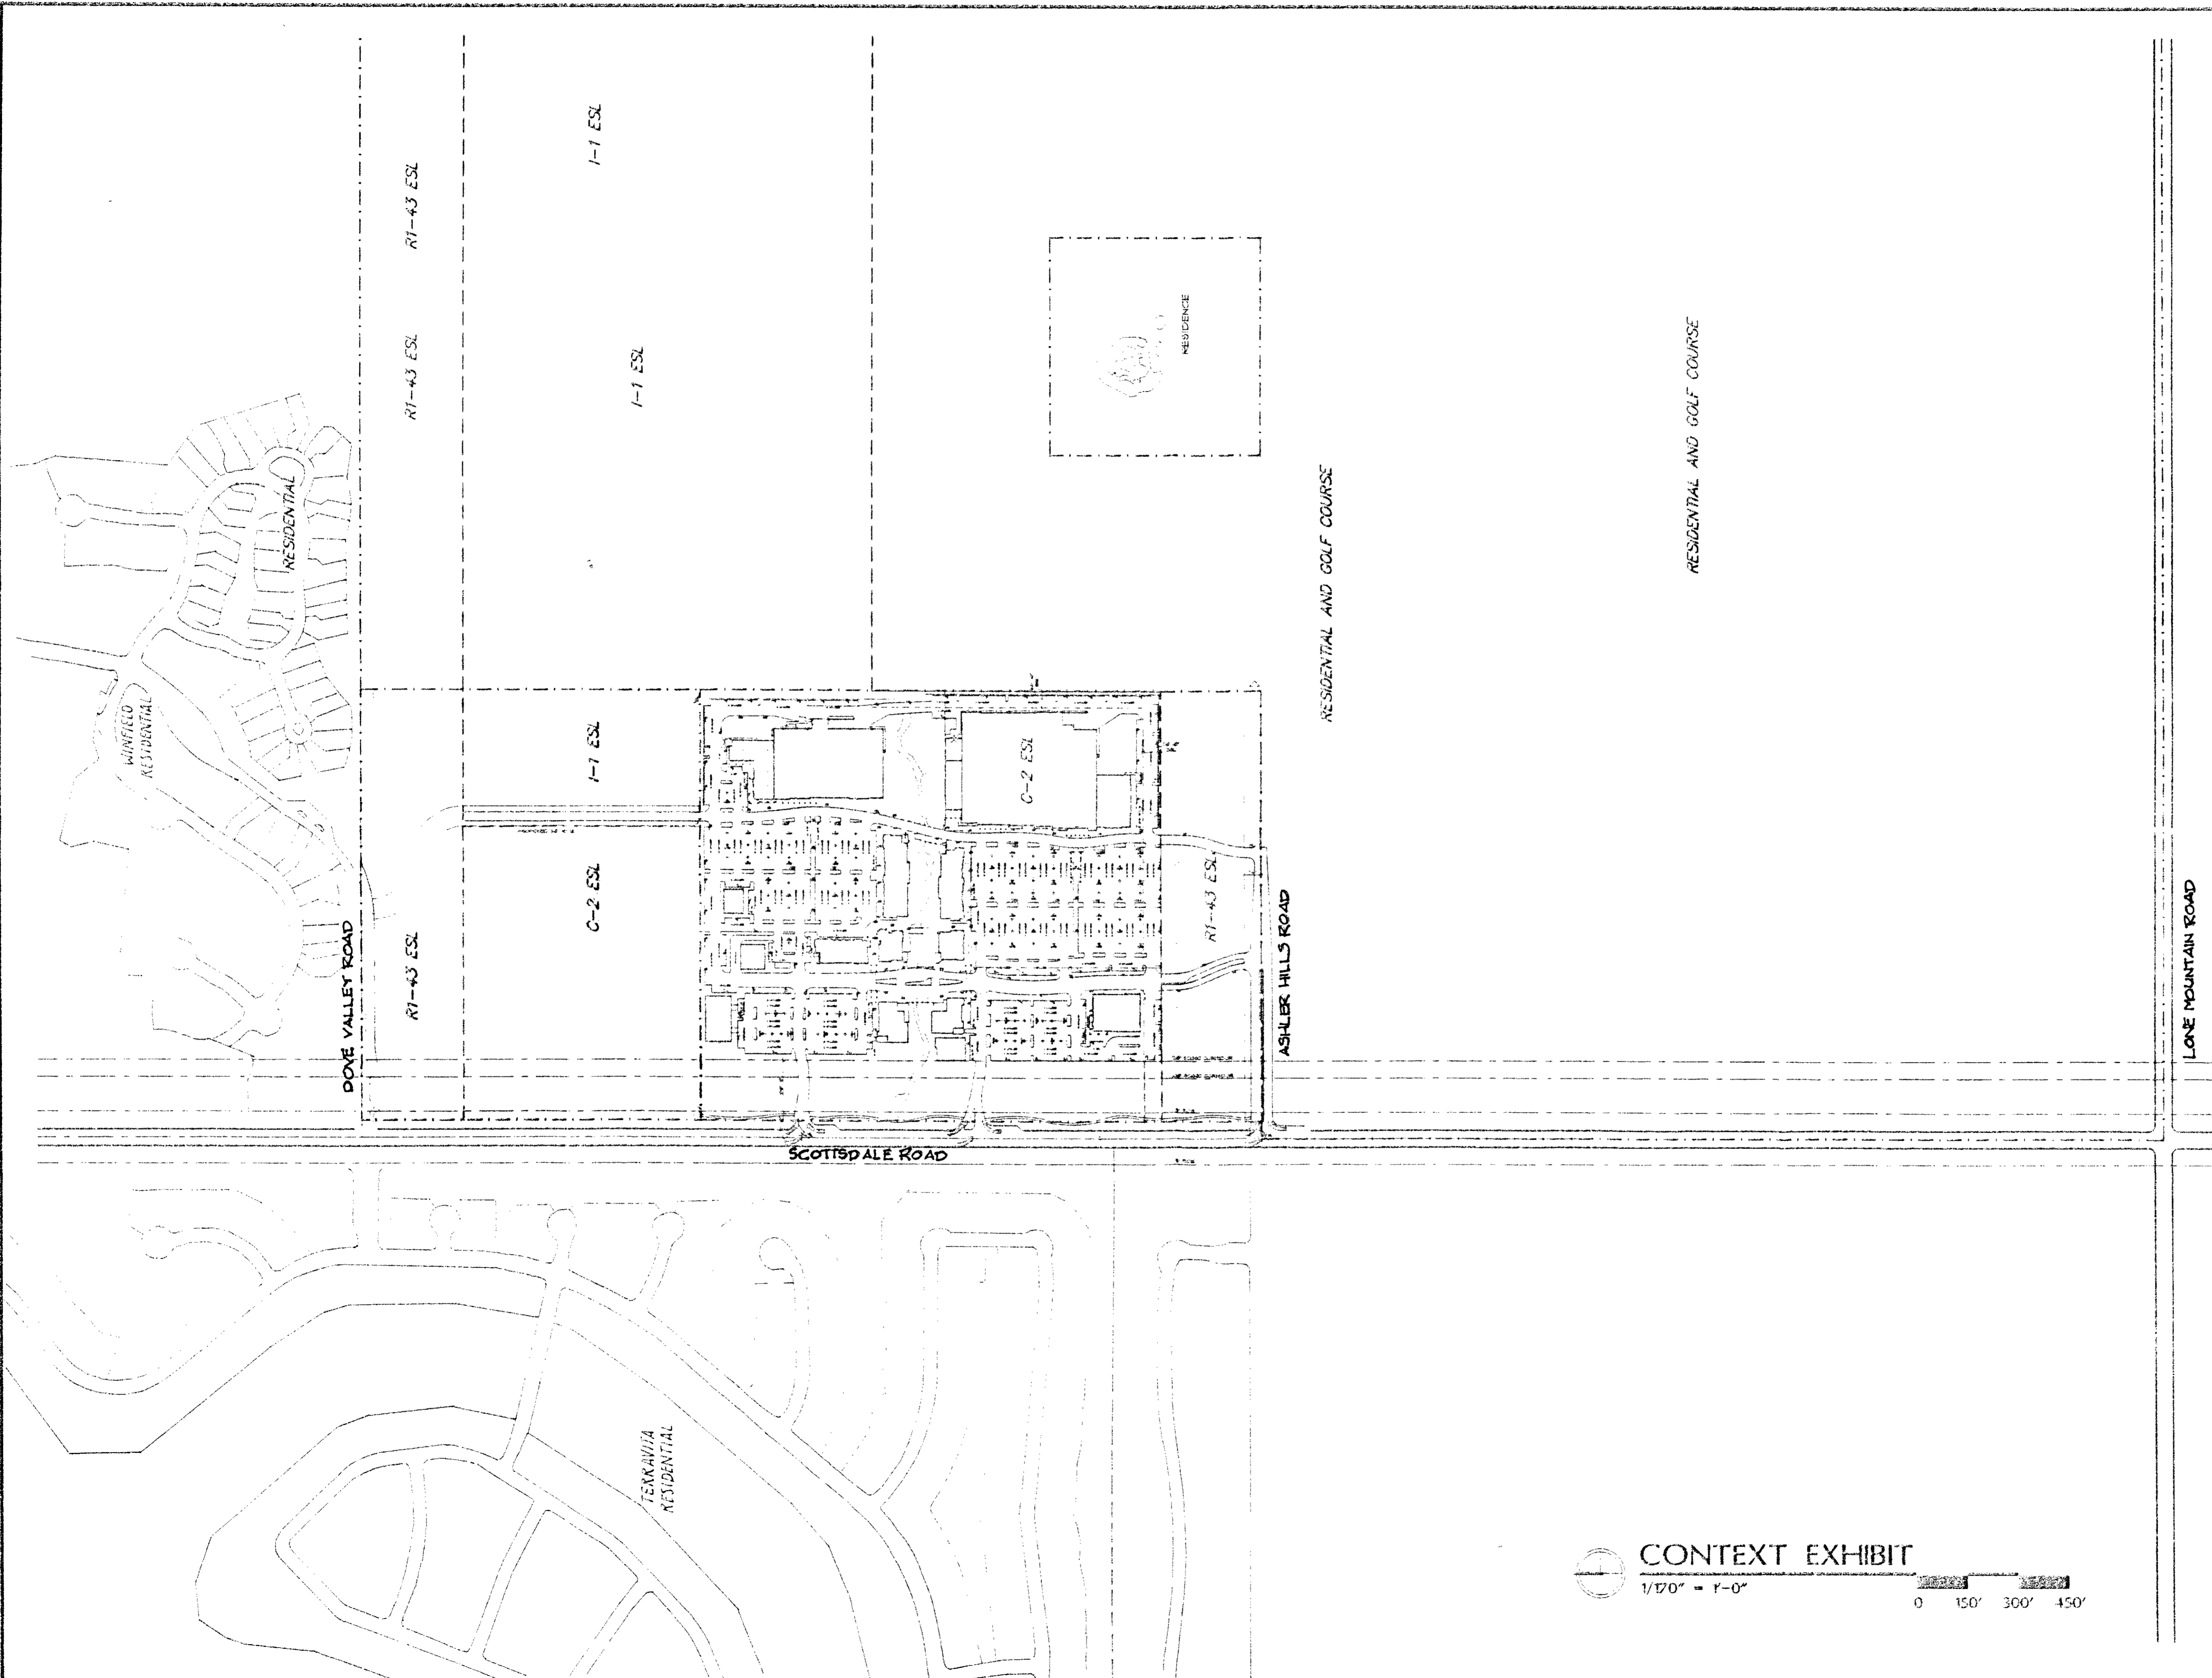 I-1 ESL
R1-43 ESL
R1-43 ESL
I-1 ESL
RESIDENCE
RESIDENTIAL AND GOLF COURSE
RESIDENTIAL AND GOLF COURSE
RESIDENTIAL
WINFIELD
RESIDENTIAL
I-1 ESL
C-2 ESL
C-2 ESL
R1-43 ESL
R1-43 ESL
DOVE VALLEY ROAD
ASHLER HILLS ROAD
LONE MOUNTAIN ROAD
SCOTTSDALE ROAD
TERRAVITA
RESIDENTIAL
CONTEXT EXHIBIT
1/170" = 1'-0"
0 150' 300' 450'